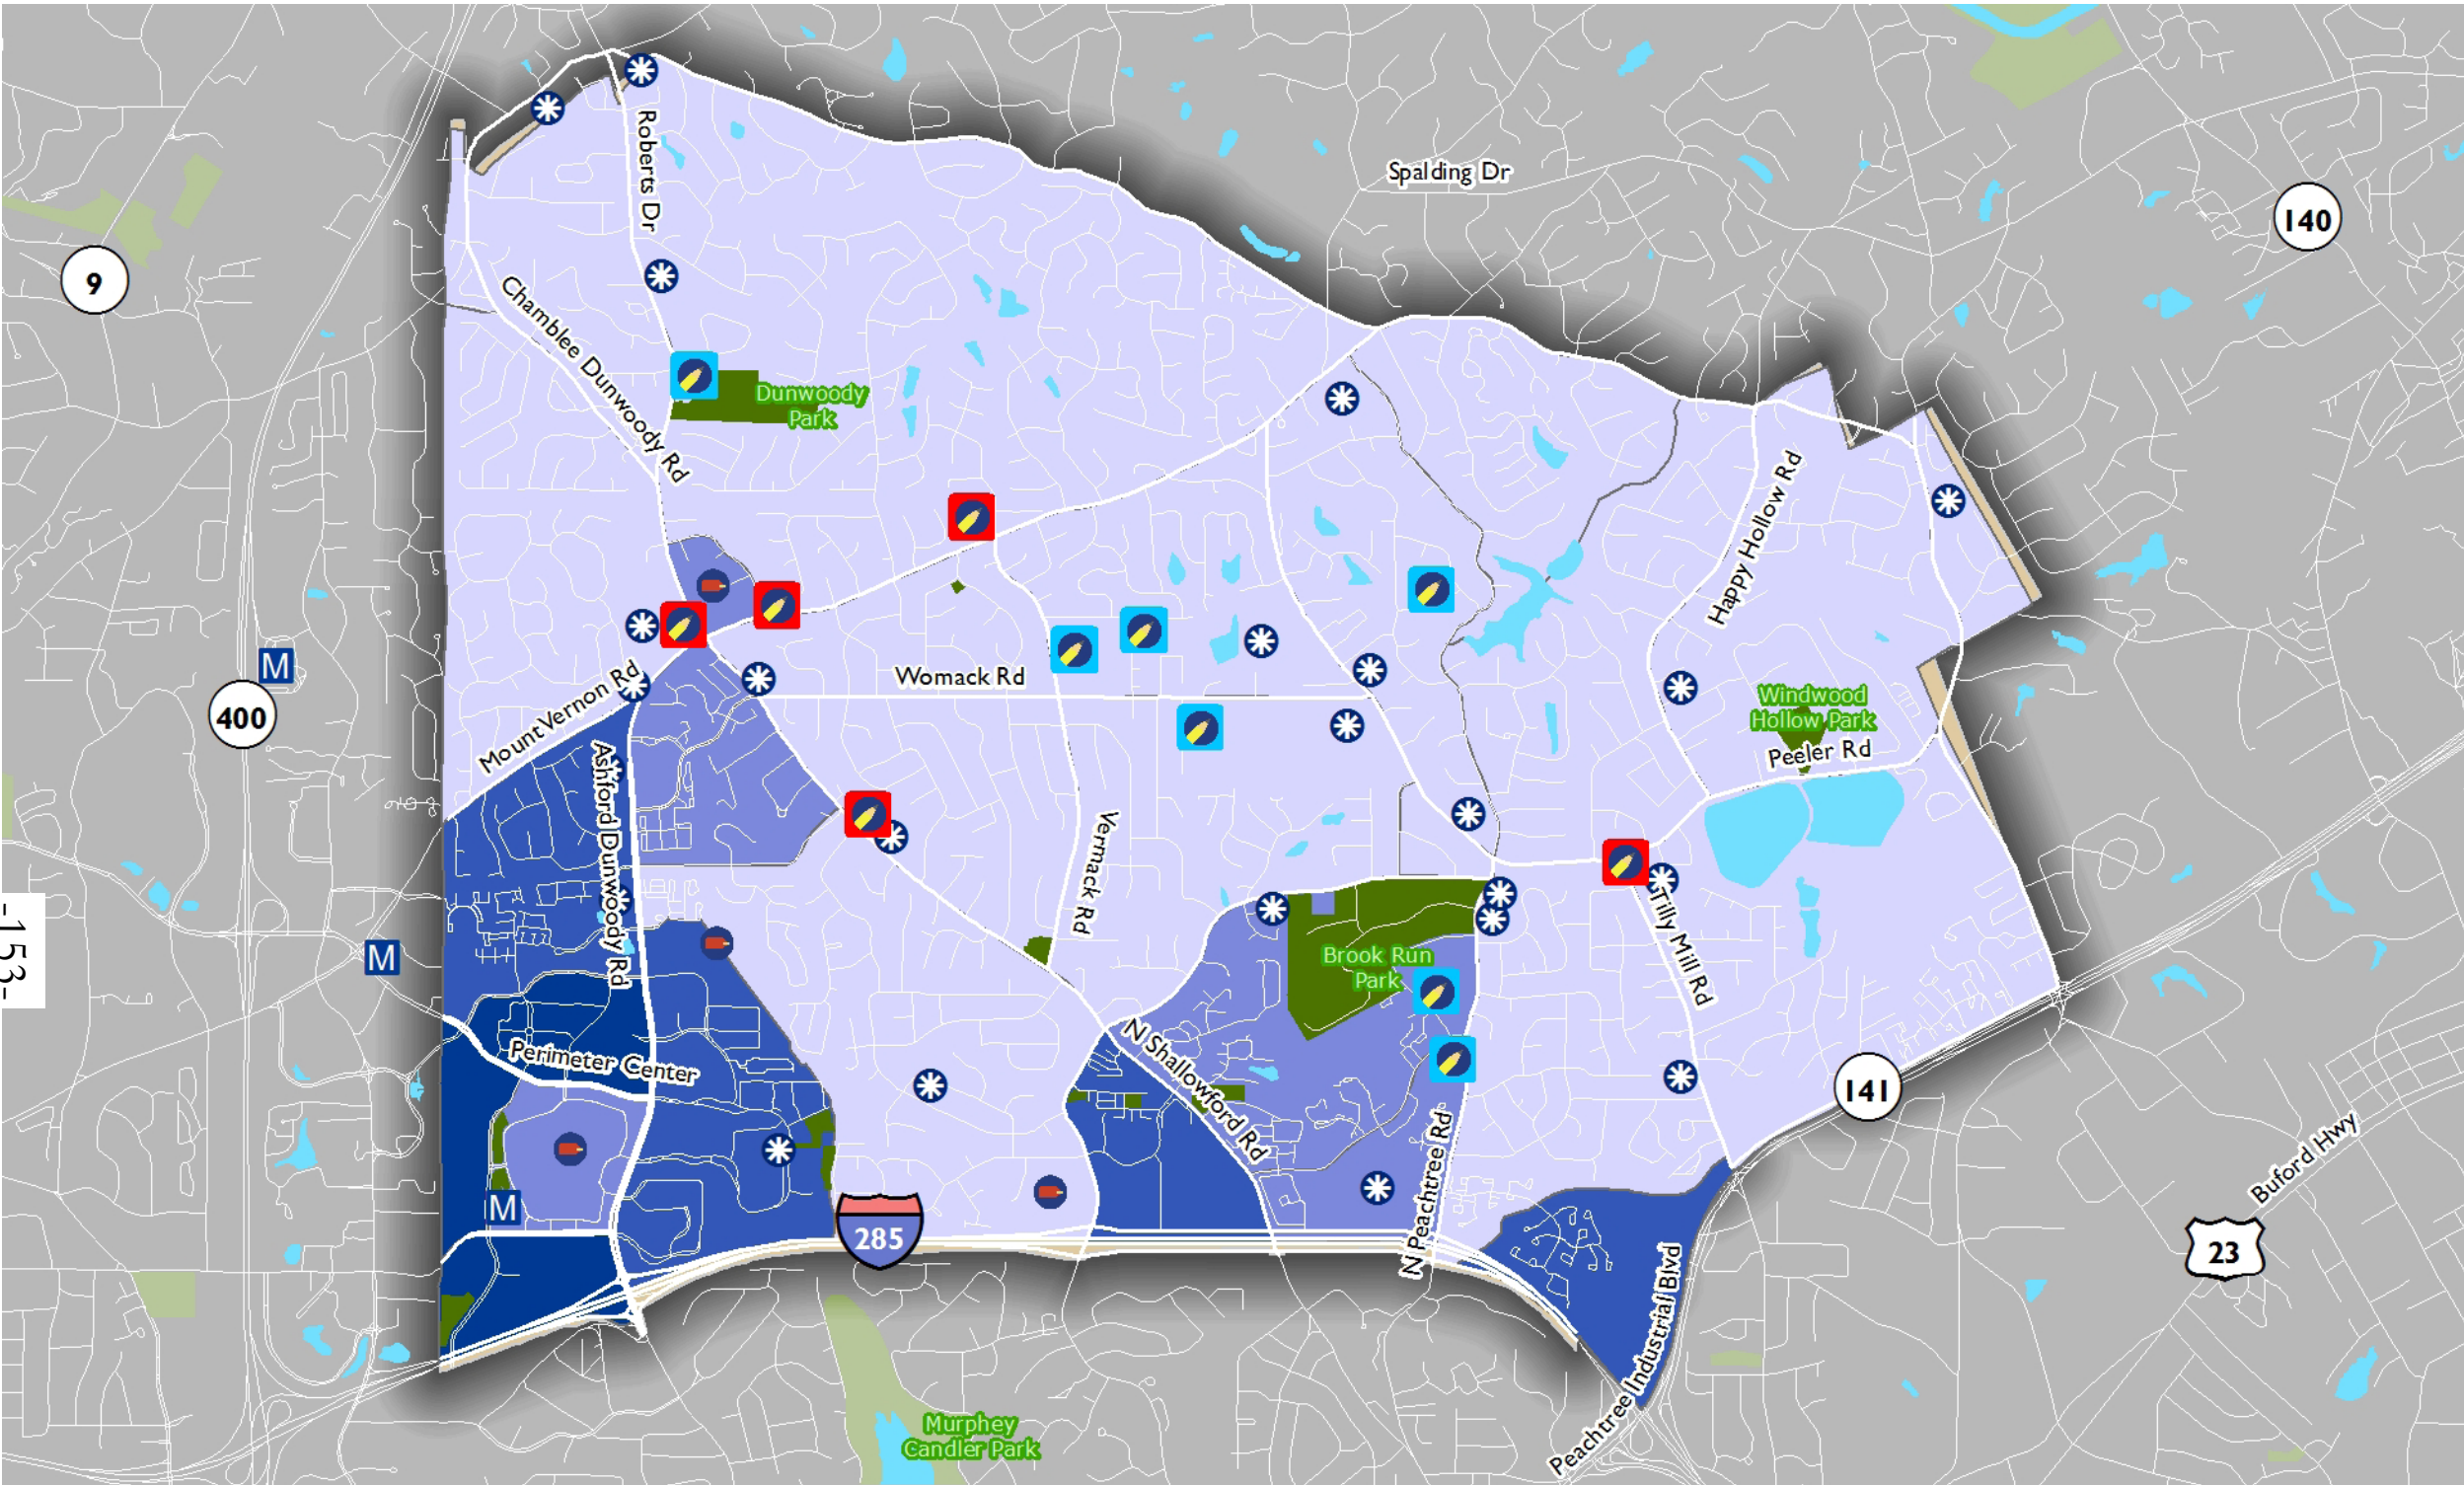 Spalding Dr
Roberts Dr
140
9
Chamblee Dunwoody Rd
Dunwoody
Park
Happy Hollow Rd
M
400
Mount Vernon Rd
Womack Rd
Windwood
Hollow Park
Peeler Rd
Ashford Dunwoody Rd
Vermack Rd
-153-
M
Brook Run
Park
Tilly Mill Rd
Perimeter Center
N Shallowford Rd
141
N Peachtree Rd
Buford Hwy
M
285
23
Peachtree Industrial Blvd
Murphey
Candler Park